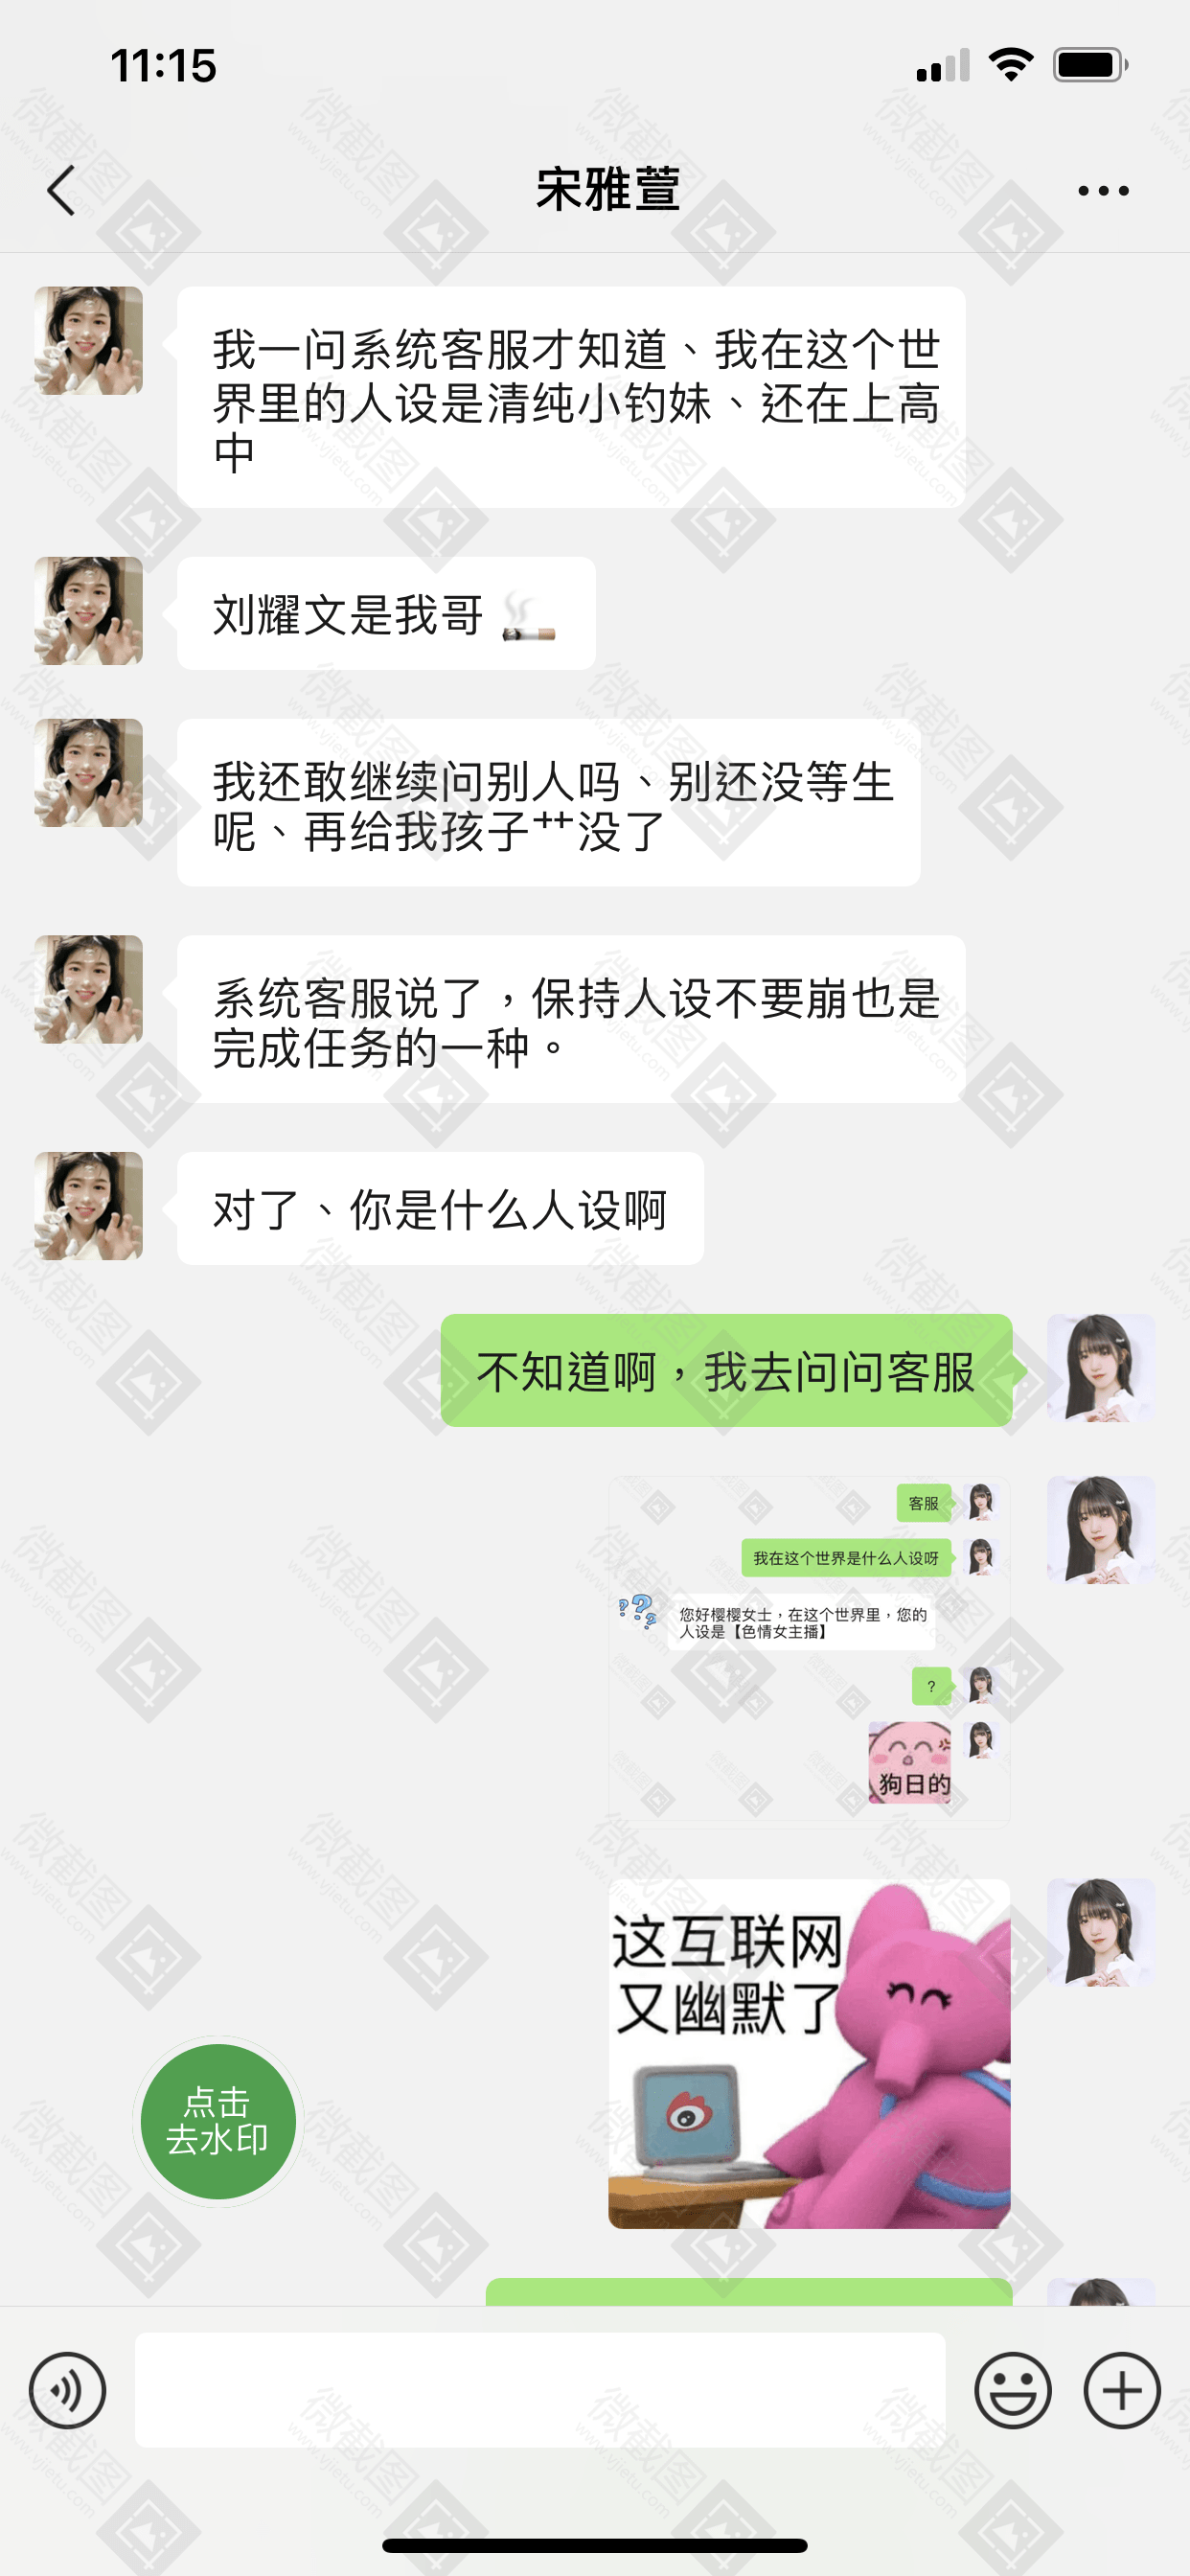 11:15
宋雅萱
我一问系统客服才知道、我在这个世
界里的人设是清纯小钓妹、还在上高
中
刘耀文是我哥🚬
我还敢继续问别人吗、别还没等生
呢、再给我孩子艹没了
系统客服说了，保持人设不要崩也是
完成任务的一种。
对了、你是什么人设啊
不知道啊，我去问问客服
客服
我在这个世界是什么人设呀
您好樱樱女士，在这个世界里，您的
人设是【色情女主播】
?
狗日的
这互联网
又幽默了
点击
去水印
微截图
www.vjietu.com